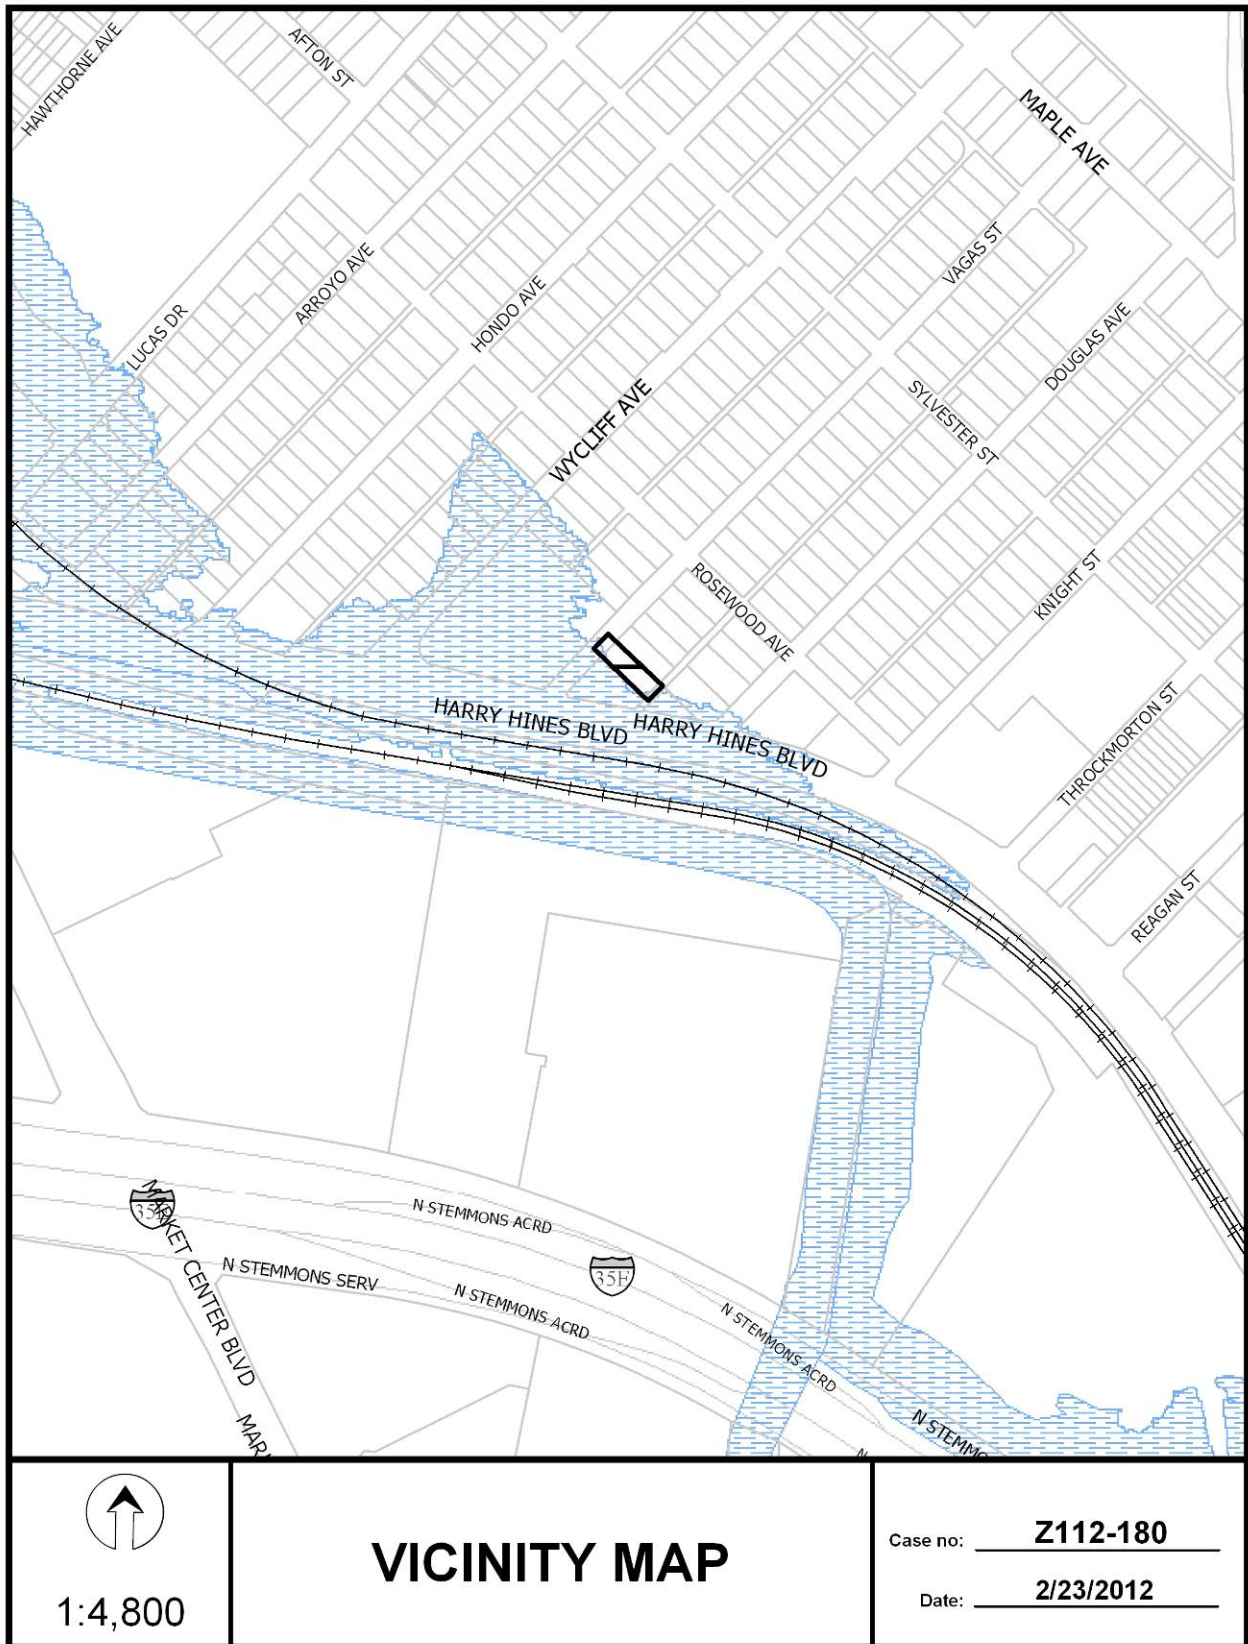 HAWTHORNE AVE
AFTON ST
MAPLE AVE
VAGAS ST
ARROYO AVE
LUCAS DR
HONDO AVE
DOUGLAS AVE
WYCLIFF AVE
SYLVESTER ST
ROSEWOOD AVE
KNIGHT ST
HARRY HINES BLVD
HARRY HINES BLVD
THROCKMORTON ST
REAGAN ST
MARKET CENTER BLVD
N STEMMONS ACRD
N STEMMONS SERV
N STEMMONS ACRD
35E
N STEMMONS ACRD
N STEMMO
MAR
N
1:4,800
VICINITY MAP
Case no: Z112-180
Date: 2/23/2012